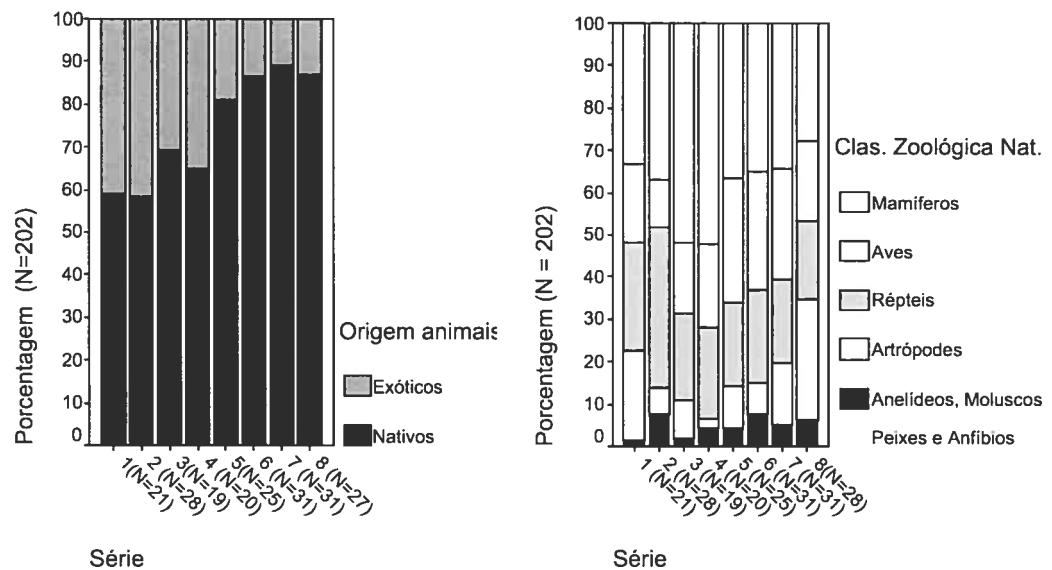 100
90
80
70
60
50
40
30
20
10
0
Porcentagem (N=202)
1(N=21)
2 (N=28)
3(N=19)
4 (N=20)
5(N=25)
6 (N=31)
7 (N=31)
8 (N=27)
Série
Origem animais
Exóticos
Nativos
100
90
80
70
60
50
40
30
20
10
0
Porcentagem (N = 202)
1 (N=21)
2 (N=28)
3 (N=19)
4 (N=20)
5 (N=25)
6 (N=31)
7 (N=31)
8(N=28)
Série
Clas. Zoológica Nat.
Mamíferos
Aves
Répteis
Artrópodes
Anelídeos, Moluscos
Peixes e Anfíbios